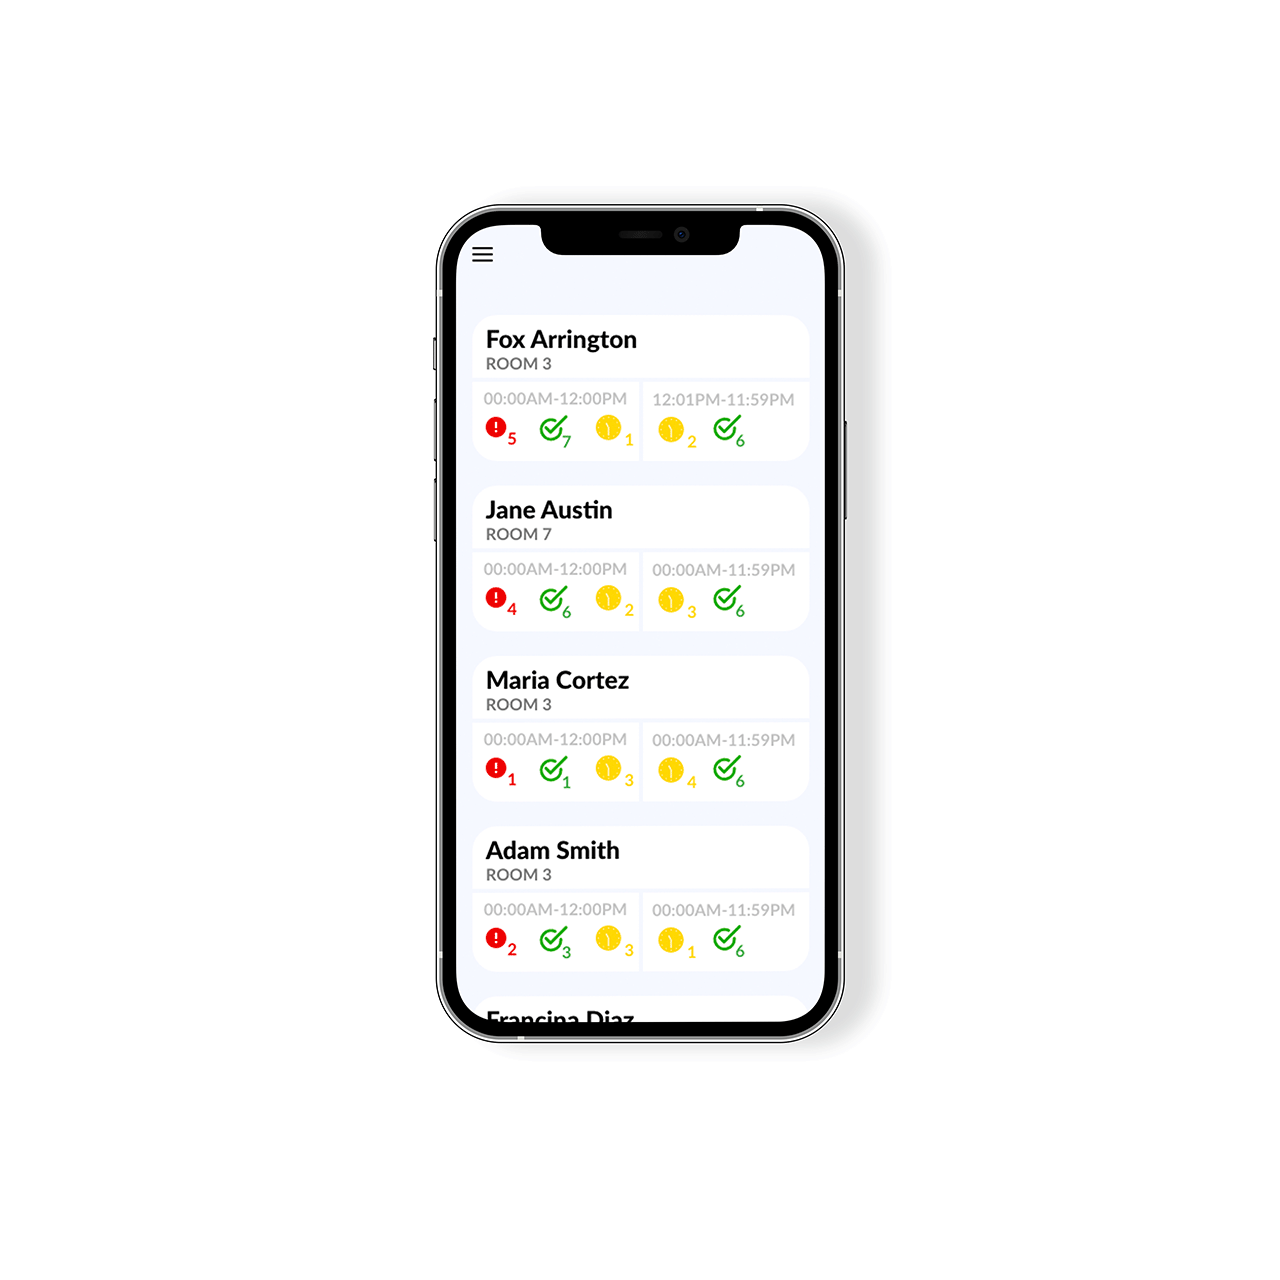 Fox Arrington
ROOM 3
00:00AM-12:00PM 12:01PM-11:59PM
5 7 1 2 6
Jane Austin
ROOM 7
00:00AM-12:00PM 00:00AM-11:59PM
4 6 2 3 6
Maria Cortez
ROOM 3
00:00AM-12:00PM 00:00AM-11:59PM
1 1 3 4 6
Adam Smith
ROOM 3
00:00AM-12:00PM 00:00AM-11:59PM
2 3 3 1 6
Francina Diaz